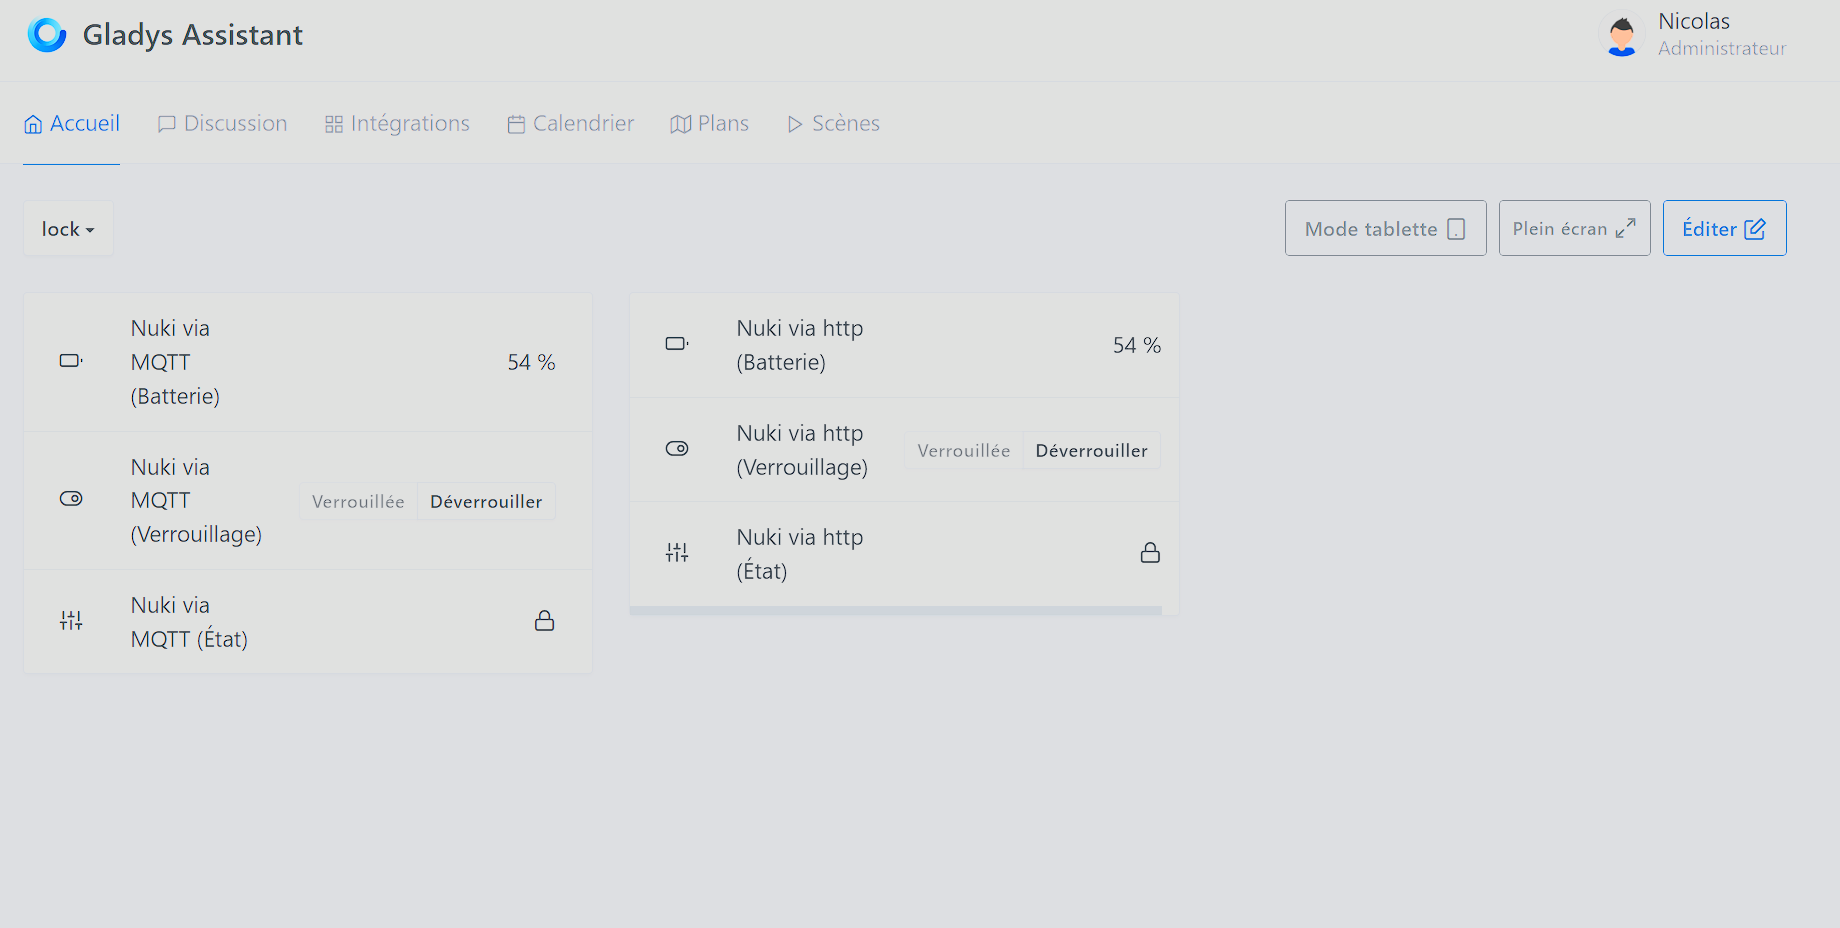 Gladys Assistant
Nicolas
Administrateur
Accueil
Discussion
Intégrations
Calendrier
Plans
Scènes
lock
Mode tablette
Plein écran
Éditer
Nuki via
MQTT
(Batterie)
54 %
Nuki via
MQTT
(Verrouillage)
Verrouillée
Déverrouiller
Nuki via
MQTT (État)
Nuki via http
(Batterie)
54 %
Nuki via http
(Verrouillage)
Verrouillée
Déverrouiller
Nuki via http
(État)